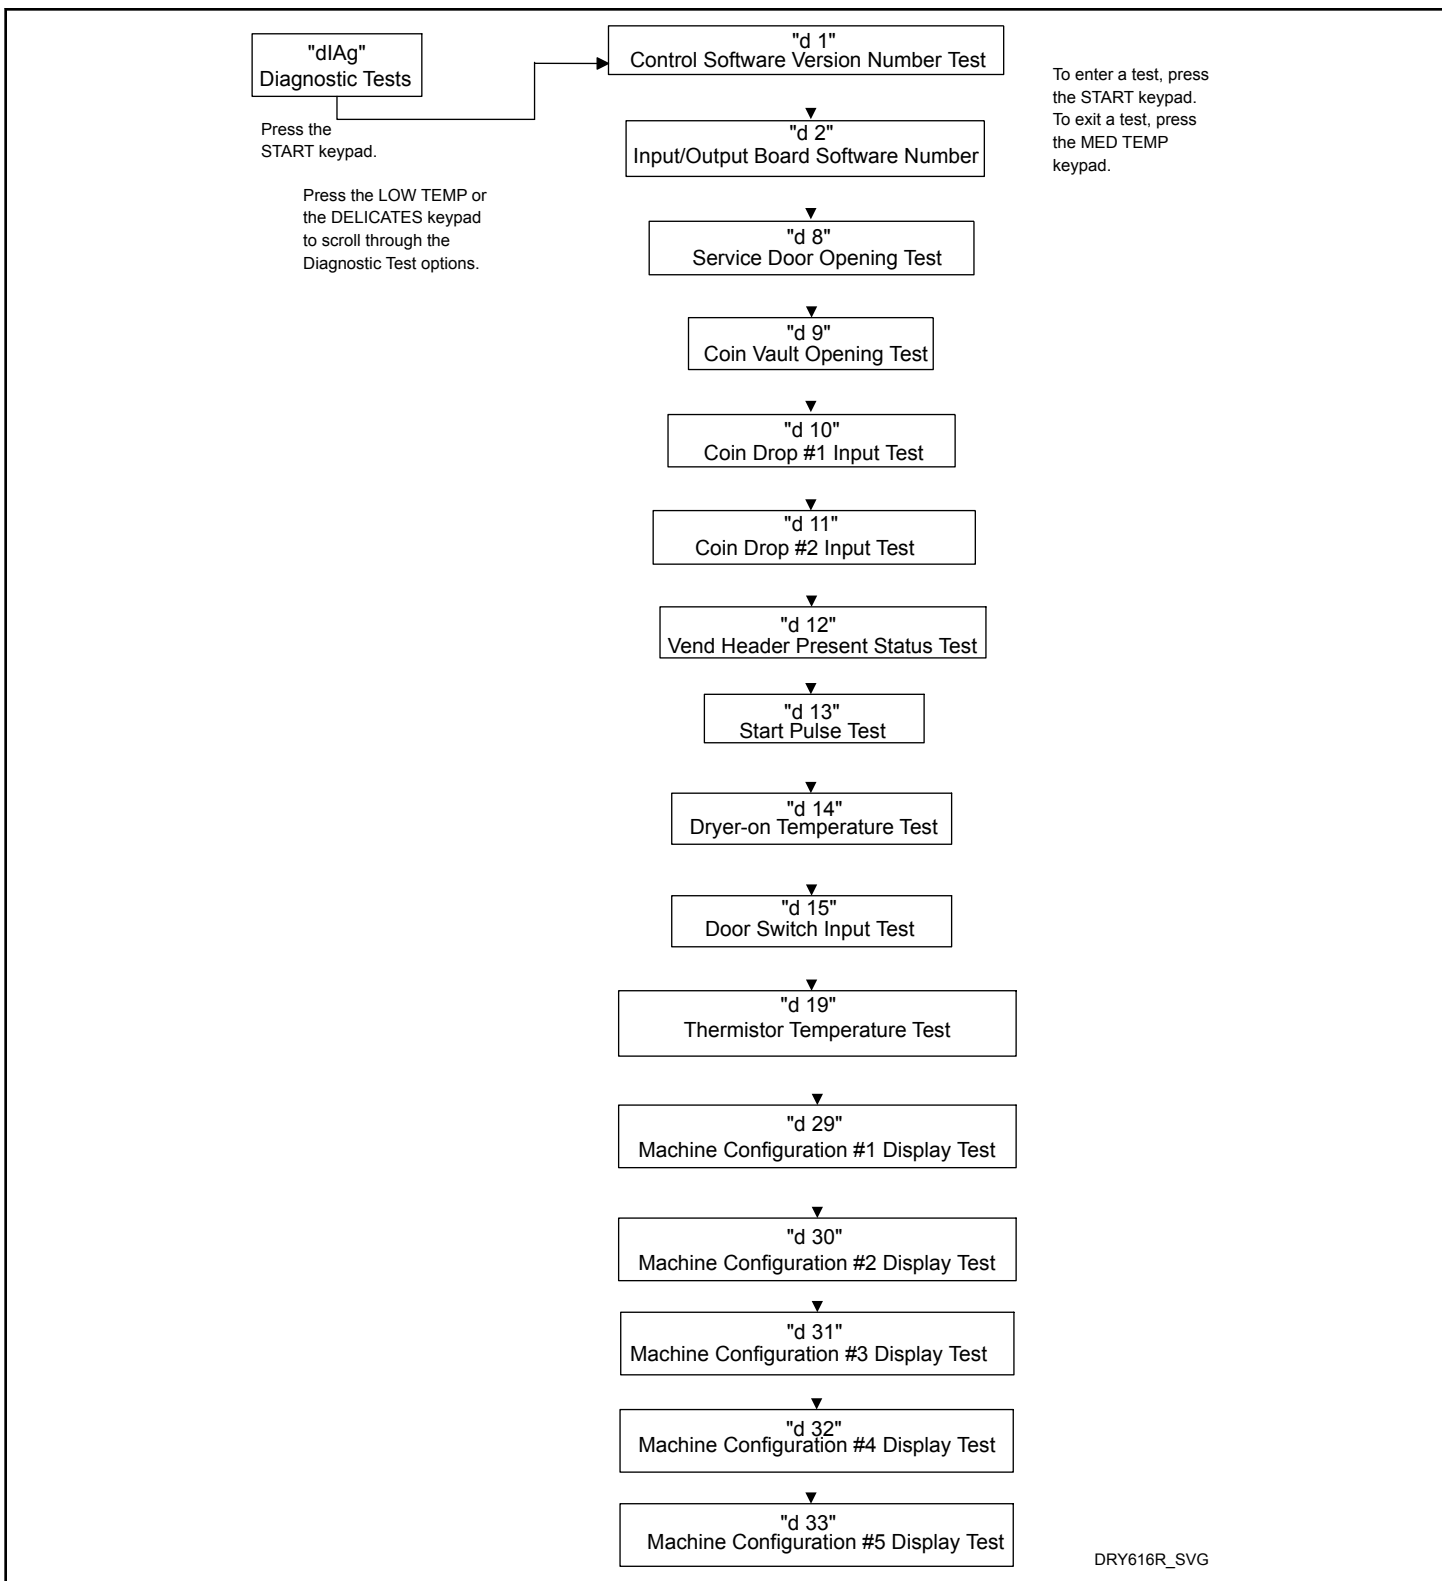 "dIAg"
Diagnostic Tests
Press the
START keypad.
Press the LOW TEMP or
the DELICATES keypad
to scroll through the
Diagnostic Test options.
"d 1"
Control Software Version Number Test
To enter a test, press
the START keypad.
To exit a test, press
the MED TEMP
keypad.
"d 2"
Input/Output Board Software Number
"d 8"
Service Door Opening Test
"d 9"
Coin Vault Opening Test
"d 10"
Coin Drop #1 Input Test
"d 11"
Coin Drop #2 Input Test
"d 12"
Vend Header Present Status Test
"d 13"
Start Pulse Test
"d 14"
Dryer-on Temperature Test
"d 15"
Door Switch Input Test
"d 19"
Thermistor Temperature Test
"d 29"
Machine Configuration #1 Display Test
"d 30"
Machine Configuration #2 Display Test
"d 31"
Machine Configuration #3 Display Test
"d 32"
Machine Configuration #4 Display Test
"d 33"
Machine Configuration #5 Display Test
DRY616R_SVG